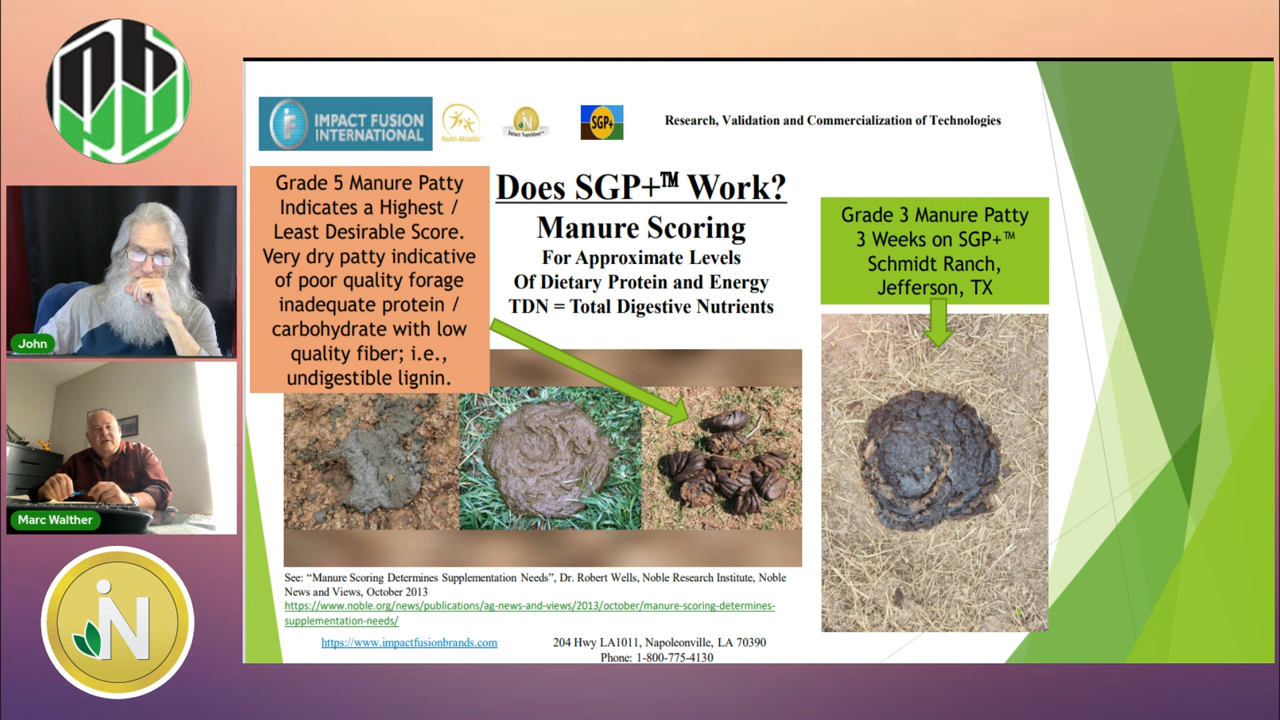 IMPACT FUSION
INTERNATIONAL
Nutri-Mastic
Impact Nutrition™
SGP+
Research, Validation and Commercialization of Technologies
Grade 5 Manure Patty
Indicates a Highest /
Least Desirable Score.
Very dry patty indicative
of poor quality forage
inadequate protein /
carbohydrate with low
quality fiber; i.e.,
undigestible lignin.
Does SGP+™ Work?
Manure Scoring
For Approximate Levels
Of Dietary Protein and Energy
TDN = Total Digestive Nutrients
Grade 3 Manure Patty
3 Weeks on SGP+™
Schmidt Ranch,
Jefferson, TX
John
Marc Walther
iN
See: “Manure Scoring Determines Supplementation Needs”, Dr. Robert Wells, Noble Research Institute, Noble
News and Views, October 2013
https://www.noble.org/news/publications/ag-news-and-views/2013/october/manure-scoring-determines-
supplementation-needs/
https://www.impactfusionbrands.com
204 Hwy LA1011, Napoleonville, LA 70390
Phone: 1-800-775-4130